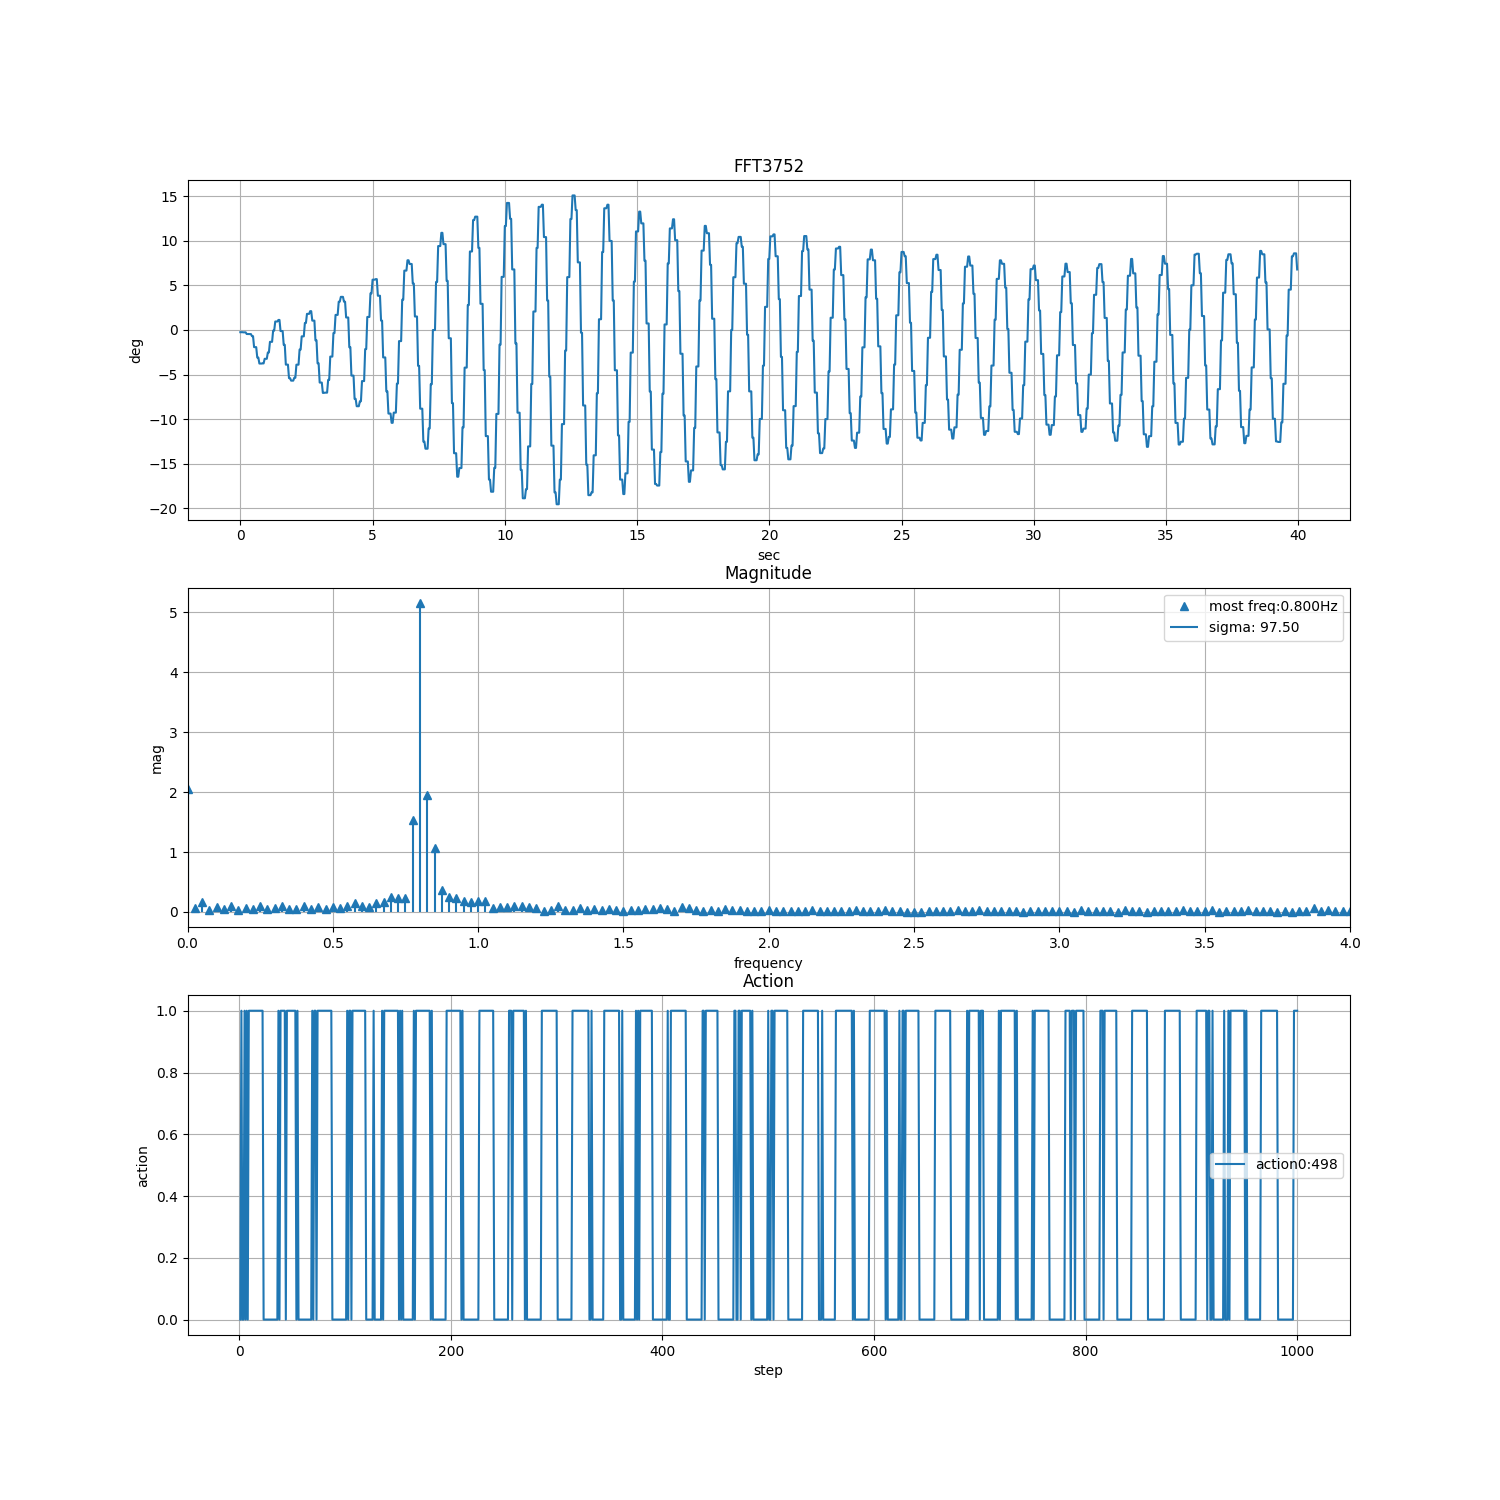 FFT3752
15
10
5
0
−5
−10
−15
−20
deg
0 5 10 15 20 25 30 35 40
sec
Magnitude
5
4
3
2
1
0
mag
most freq:0.800Hz
sigma: 97.50
0.0 0.5 1.0 1.5 2.0 2.5 3.0 3.5 4.0
frequency
Action
1.0
0.8
0.6
0.4
0.2
0.0
action
action0:498
0 200 400 600 800 1000
step